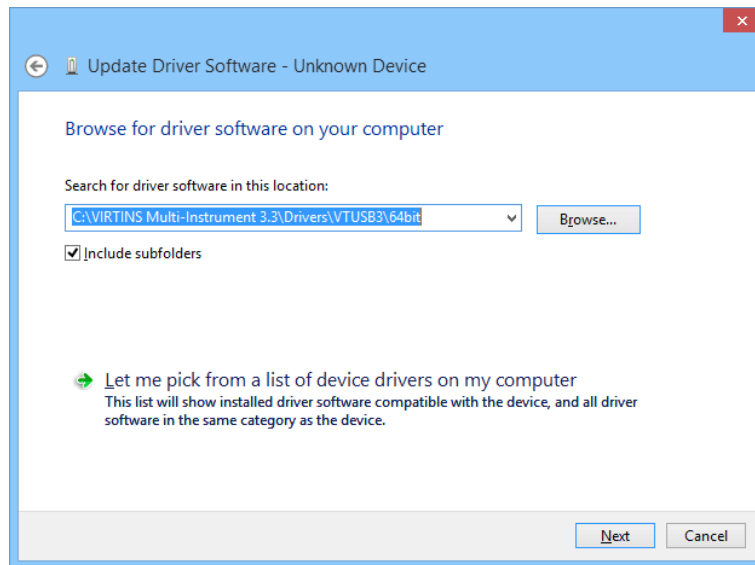 Update Driver Software - Unknown Device
Browse for driver software on your computer
Search for driver software in this location:
C:\VIRTINS Multi-Instrument 3.3\Drivers\VTUSB3\64bit
Browse...
Include subfolders
Let me pick from a list of device drivers on my computer
This list will show installed driver software compatible with the device, and all driver
software in the same category as the device.
Next Cancel